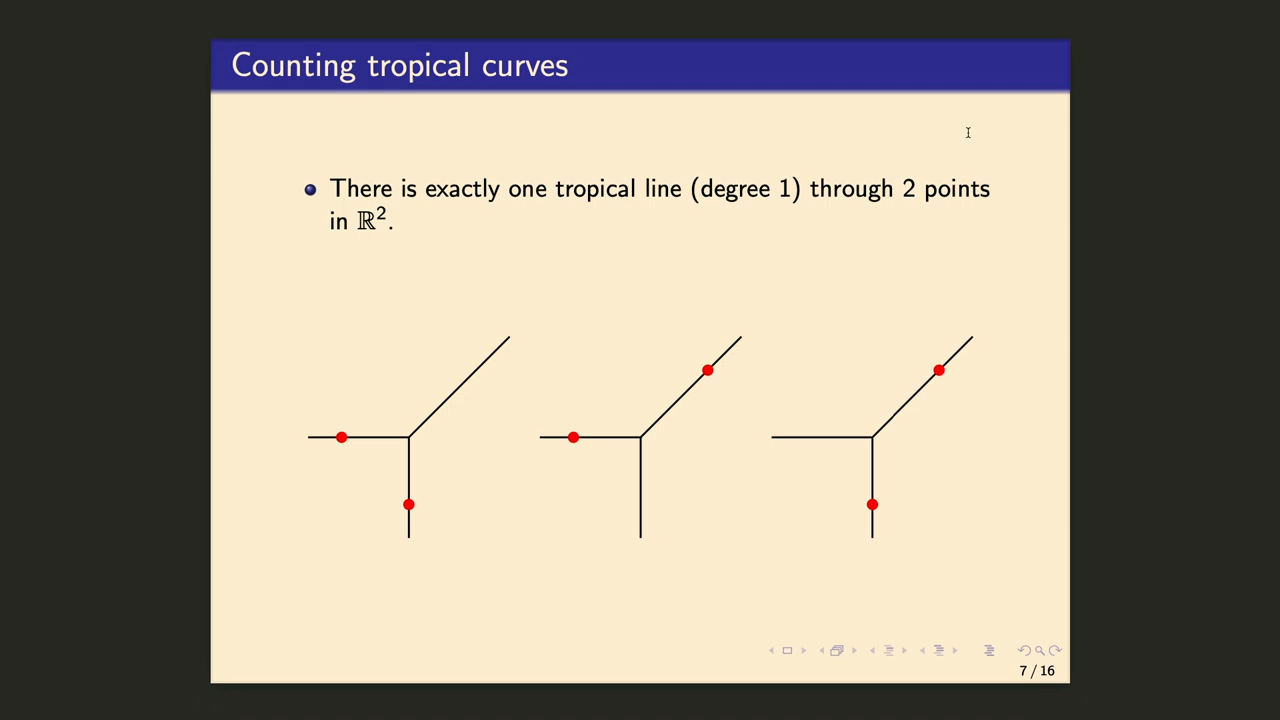 Counting tropical curves
There is exactly one tropical line (degree 1) through 2 points
in ℝ².
7 / 16